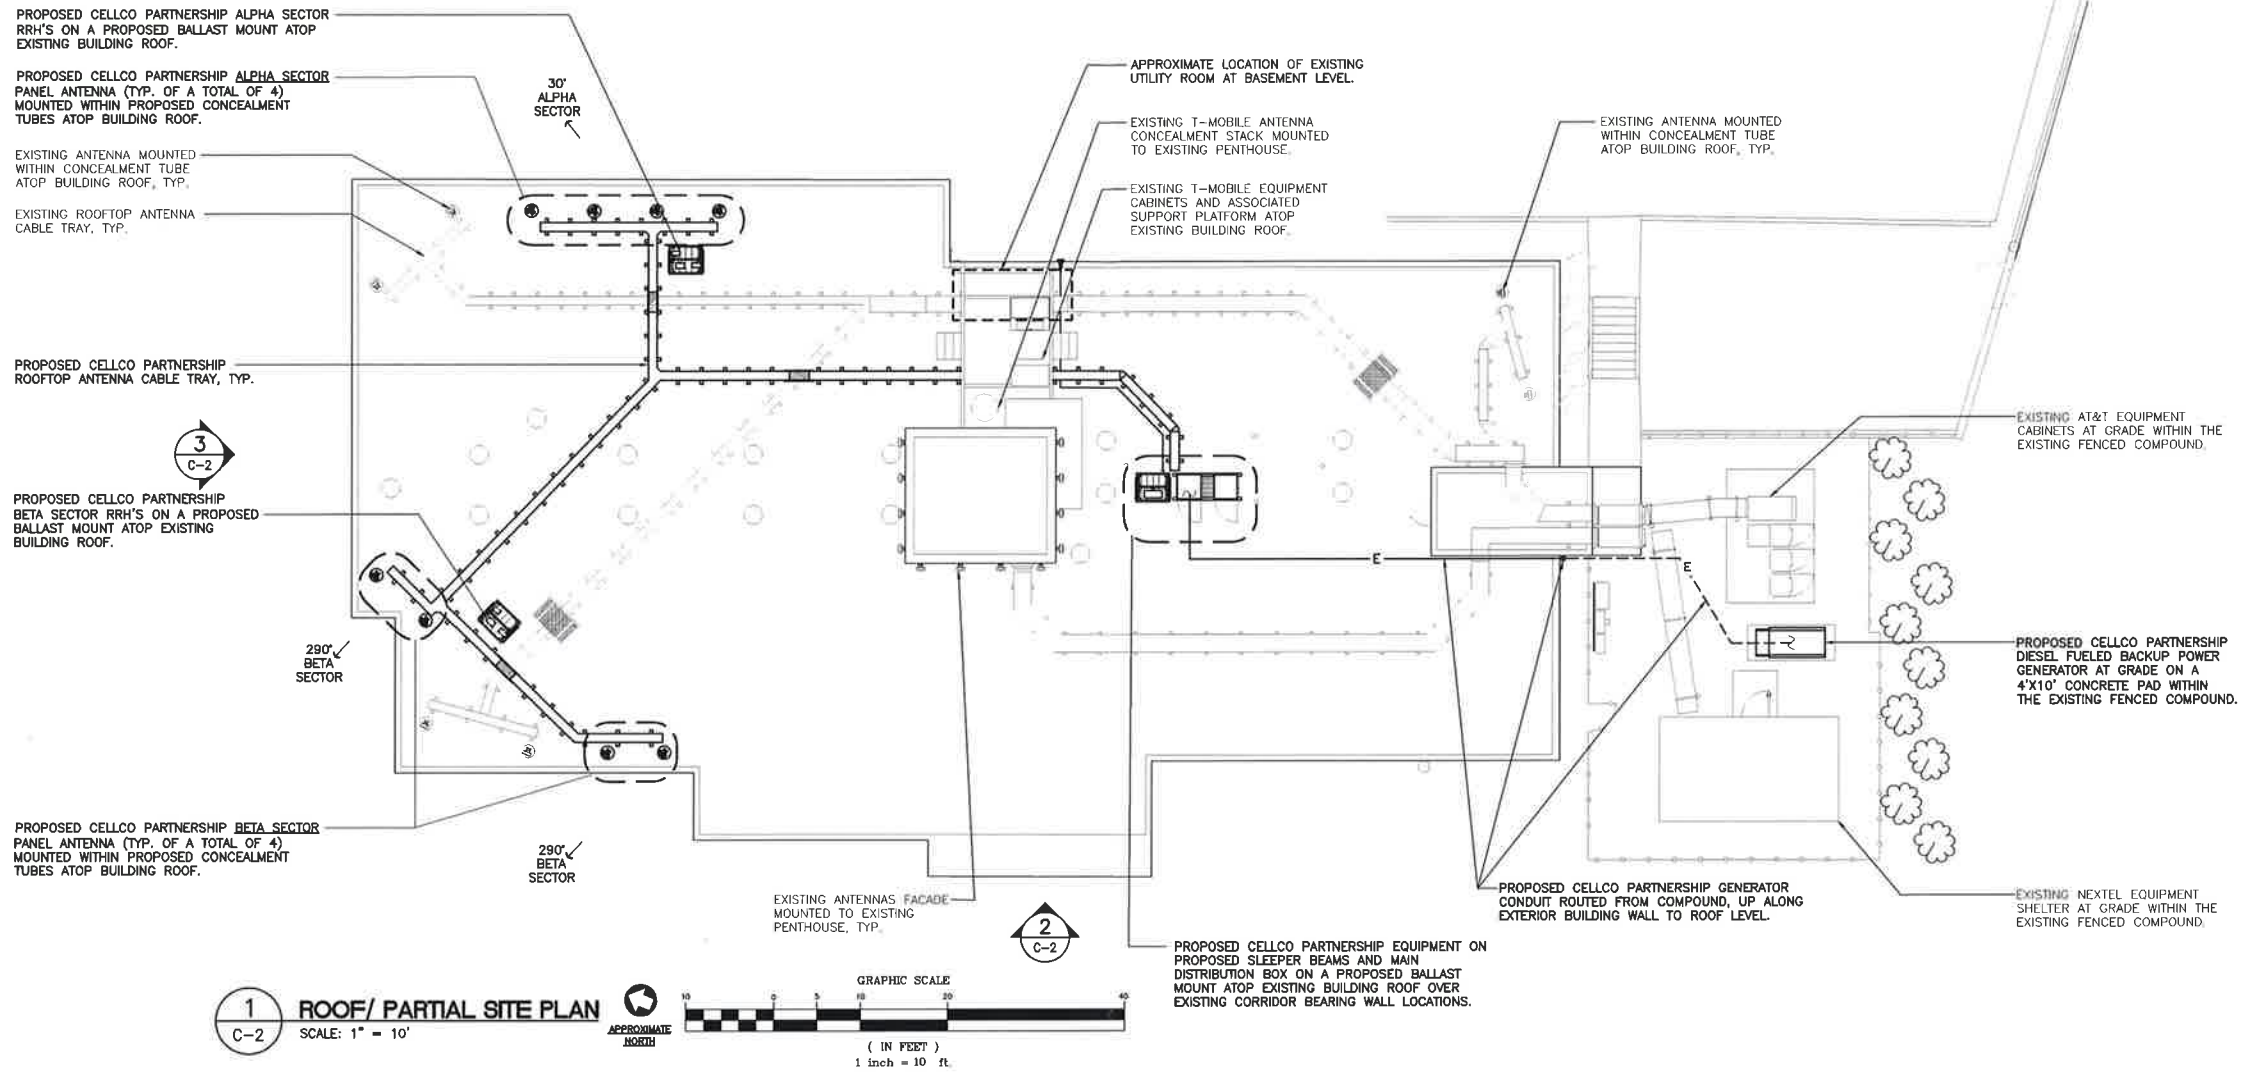 PROPOSED CELLCO PARTNERSHIP ALPHA SECTOR
RRH'S ON A PROPOSED BALLAST MOUNT ATOP
EXISTING BUILDING ROOF.
PROPOSED CELLCO PARTNERSHIP ALPHA SECTOR
PANEL ANTENNA (TYP. OF A TOTAL OF 4)
MOUNTED WITHIN PROPOSED CONCEALMENT
TUBES ATOP BUILDING ROOF.
EXISTING ANTENNA MOUNTED
WITHIN CONCEALMENT TUBE
ATOP BUILDING ROOF, TYP.
EXISTING ROOFTOP ANTENNA
CABLE TRAY, TYP.
30°
ALPHA
SECTOR
APPROXIMATE LOCATION OF EXISTING
UTILITY ROOM AT BASEMENT LEVEL.
EXISTING T-MOBILE ANTENNA
CONCEALMENT STACK MOUNTED
TO EXISTING PENTHOUSE.
EXISTING T-MOBILE EQUIPMENT
CABINETS AND ASSOCIATED
SUPPORT PLATFORM ATOP
EXISTING BUILDING ROOF.
EXISTING ANTENNA MOUNTED
WITHIN CONCEALMENT TUBE
ATOP BUILDING ROOF, TYP.
PROPOSED CELLCO PARTNERSHIP
ROOFTOP ANTENNA CABLE TRAY, TYP.
3
C-2
PROPOSED CELLCO PARTNERSHIP
BETA SECTOR RRH'S ON A PROPOSED
BALLAST MOUNT ATOP EXISTING
BUILDING ROOF.
EXISTING AT&T EQUIPMENT
CABINETS AT GRADE WITHIN THE
EXISTING FENCED COMPOUND.
E
E
290°
BETA
SECTOR
PROPOSED CELLCO PARTNERSHIP
DIESEL FUELED BACKUP POWER
GENERATOR AT GRADE ON A
4'X10' CONCRETE PAD WITHIN
THE EXISTING FENCED COMPOUND.
PROPOSED CELLCO PARTNERSHIP BETA SECTOR
PANEL ANTENNA (TYP. OF A TOTAL OF 4)
MOUNTED WITHIN PROPOSED CONCEALMENT
TUBES ATOP BUILDING ROOF.
290°
BETA
SECTOR
EXISTING ANTENNAS FACADE
MOUNTED TO EXISTING
PENTHOUSE, TYP.
2
C-2
PROPOSED CELLCO PARTNERSHIP GENERATOR
CONDUIT ROUTED FROM COMPOUND, UP ALONG
EXTERIOR BUILDING WALL TO ROOF LEVEL.
EXISTING NEXTEL EQUIPMENT
SHELTER AT GRADE WITHIN THE
EXISTING FENCED COMPOUND.
PROPOSED CELLCO PARTNERSHIP EQUIPMENT ON
PROPOSED SLEEPER BEAMS AND MAIN
DISTRIBUTION BOX ON A PROPOSED BALLAST
MOUNT ATOP EXISTING BUILDING ROOF OVER
EXISTING CORRIDOR BEARING WALL LOCATIONS.
1
C-2
ROOF/ PARTIAL SITE PLAN
SCALE: 1" = 10'
APPROXIMATE
NORTH
GRAPHIC SCALE
10 0 5 10 20 40
( IN FEET )
1 inch = 10 ft.